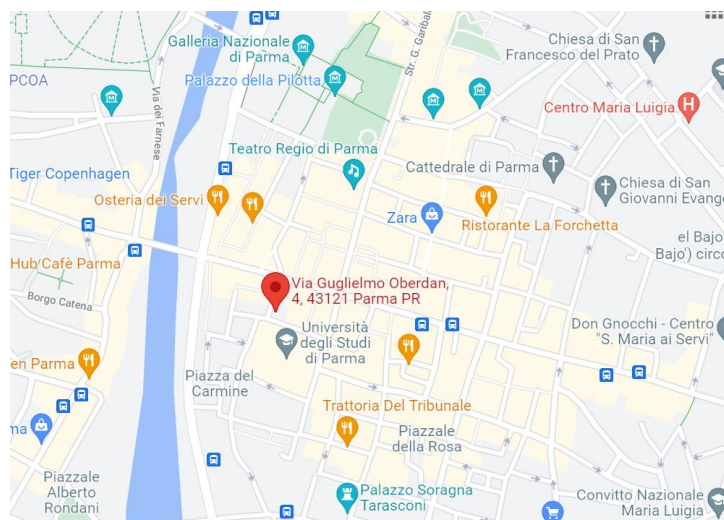 Galleria Nazionale
di Parma
Str. G. Garibal
Chiesa di San
Francesco del Prato
PCOA
Palazzo della Pilotta
Via dei Farnese
Centro Maria Luigia
H
Teatro Regio di Parma
Cattedrale di Parma
Tiger Copenhagen
Chiesa di San
Giovanni Evange
Osteria dei Servi
Zara
Ristorante La Forchetta
el Bajo
Bajo') circo
Hub Cafè Parma
Via Guglielmo Oberdan,
4, 43121 Parma PR
Borgo Catena
Università
degli Studi
di Parma
Don Gnocchi - Centro
"S. Maria ai Servi"
en Parma
Piazza del
Carmine
Trattoria Del Tribunale
ma
Piazzale
della Rosa
Piazzale
Alberto
Rondani
Palazzo Soragna
Tarasconi
Convitto Nazionale
Maria Luigia